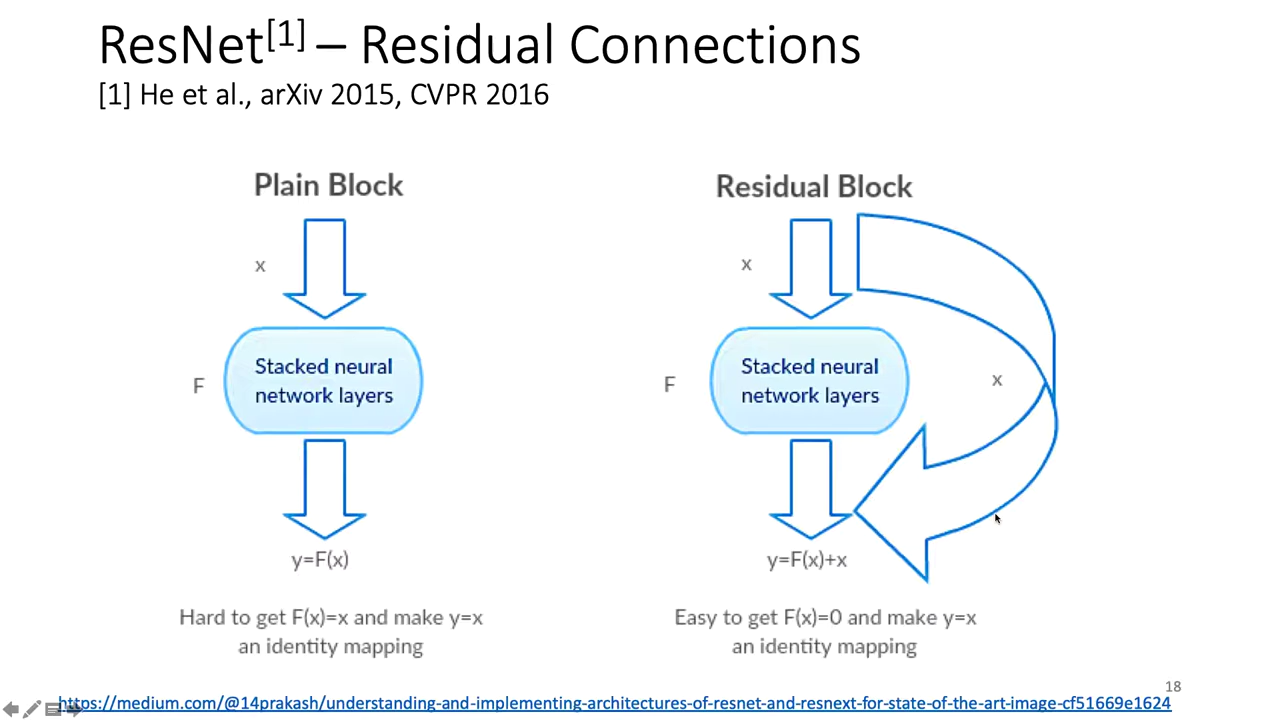 ResNet[1] – Residual Connections
[1] He et al., arXiv 2015, CVPR 2016
Plain Block
x
F
Stacked neural
network layers
y=F(x)
Hard to get F(x)=x and make y=x
an identity mapping
Residual Block
x
F
Stacked neural
network layers
x
y=F(x)+x
Easy to get F(x)=0 and make y=x
an identity mapping
18
https://medium.com/@14prakash/understanding-and-implementing-architectures-of-resnet-and-resnext-for-state-of-the-art-image-cf51669e1624